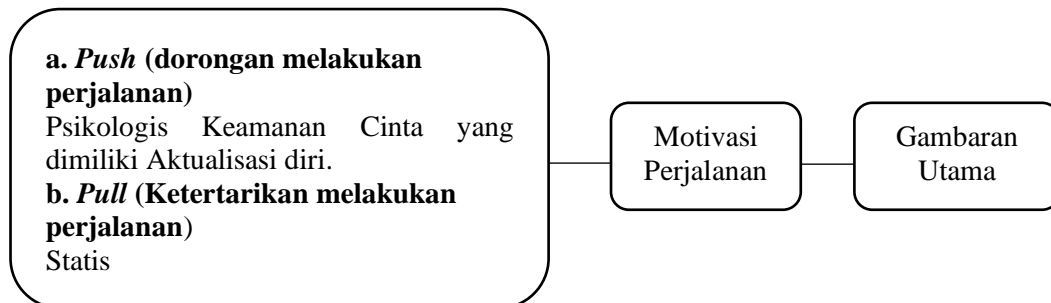 a. Push (dorongan melakukan
perjalanan)
Psikologis Keamanan Cinta yang
dimiliki Aktualisasi diri.
b. Pull (Ketertarikan melakukan
perjalanan)
Statis
Motivasi
Perjalanan
Gambaran
Utama